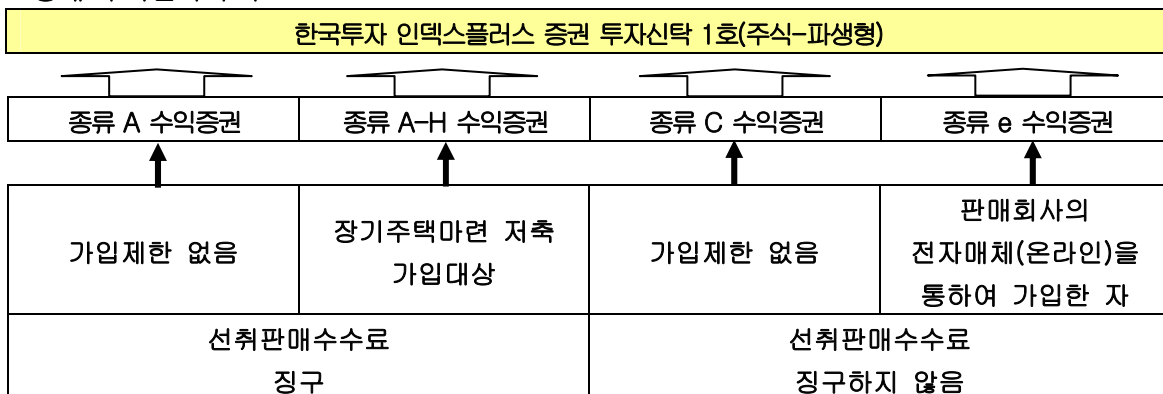 한국투자 인덱스플러스 증권 투자신탁 1호(주식-파생형)
종류 A 수익증권
종류 A-H 수익증권
종류 C 수익증권
종류 e 수익증권
가입제한 없음
장기주택마련 저축
가입대상
가입제한 없음
판매회사의
전자매체(온라인)을
통하여 가입한 자
선취판매수수료
징구
선취판매수수료
징구하지 않음